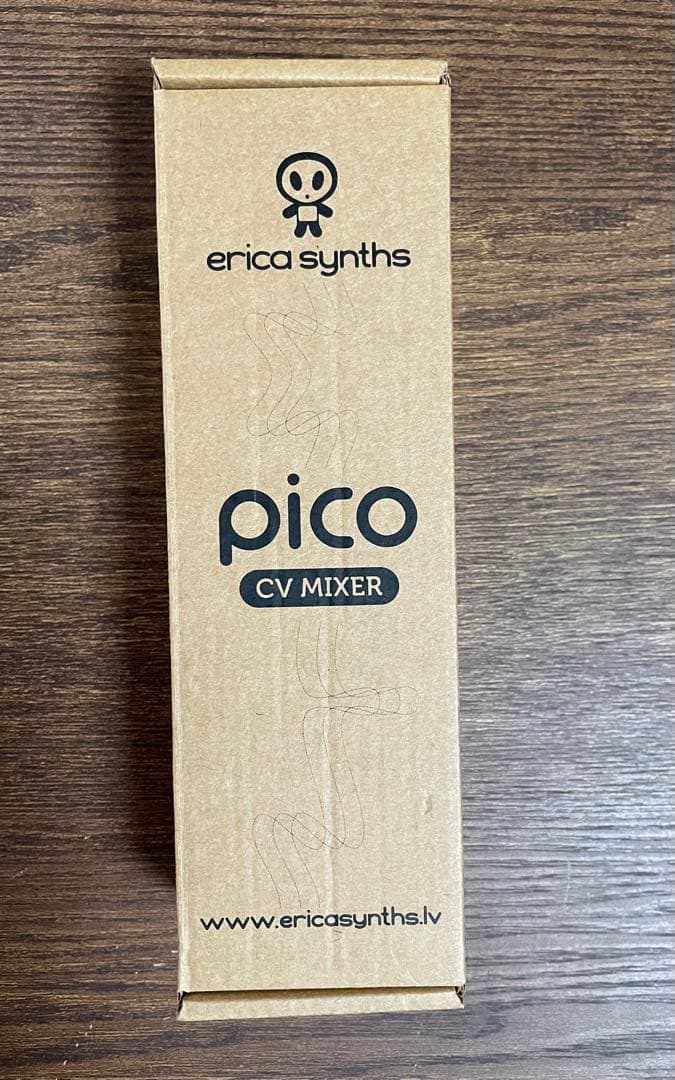 erica synths
pico
CV MIXER
www.ericasynths.lv